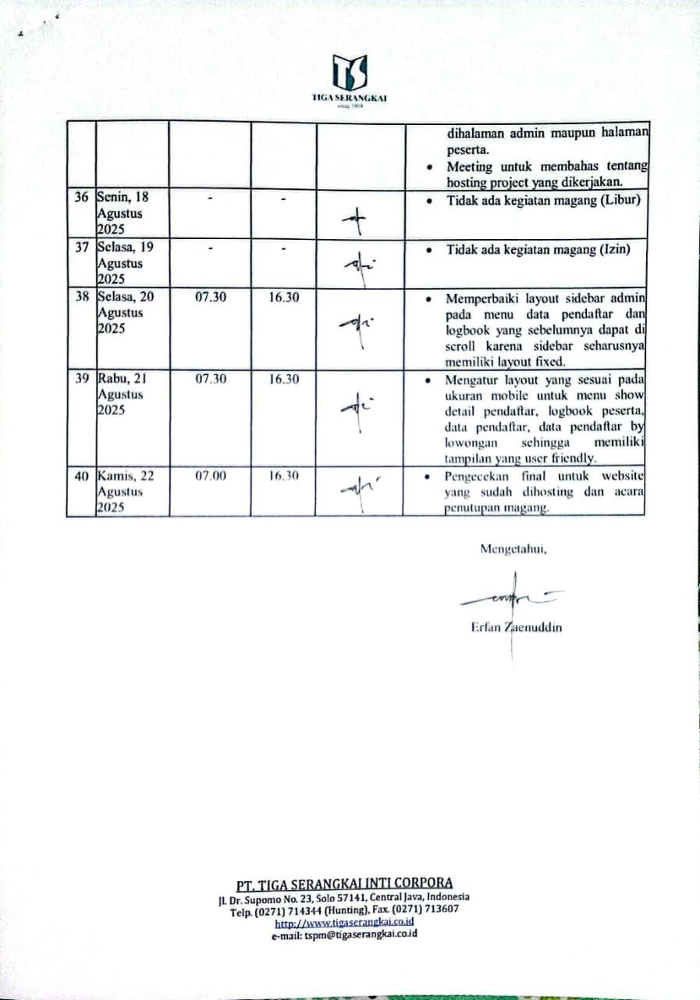 TS
TIGA SERANGKAI
since 1959
dihalaman admin maupun halaman
peserta.
• Meeting untuk membahas tentang
hosting project yang dikerjakan.
36 Senin, 18 - - • Tidak ada kegiatan magang (Libur)
Agustus
2025
37 Selasa, 19 - - • Tidak ada kegiatan magang (Izin)
Agustus
2025
38 Selasa, 20 07.30 16.30 • Memperbaiki layout sidebar admin
Agustus pada menu data pendaftar dan
2025 logbook yang sebelumnya dapat di
scroll karena sidebar seharusnya
memiliki layout fixed.
39 Rabu, 21 07.30 16.30 • Mengatur layout yang sesuai pada
Agustus ukuran mobile untuk menu show
2025 detail pendaftar, logbook peserta,
data pendaftar, data pendaftar by
lowongan sehingga memiliki
tampilan yang user friendly.
40 Kamis, 22 07.00 16.30 • Pengecekan final untuk website
Agustus yang sudah dihosting dan acara
2025 penutupan magang.
Mengetahui,
Erfan Zaenuddin
PT. TIGA SERANGKAI INTI CORPORA
Jl. Dr. Supomo No. 23, Solo 57141, Central Java, Indonesia
Telp. (0271) 714344 (Hunting), Fax. (0271) 713607
http://www.tigaserangkai.co.id
e-mail: tspm@tigaserangkai.co.id